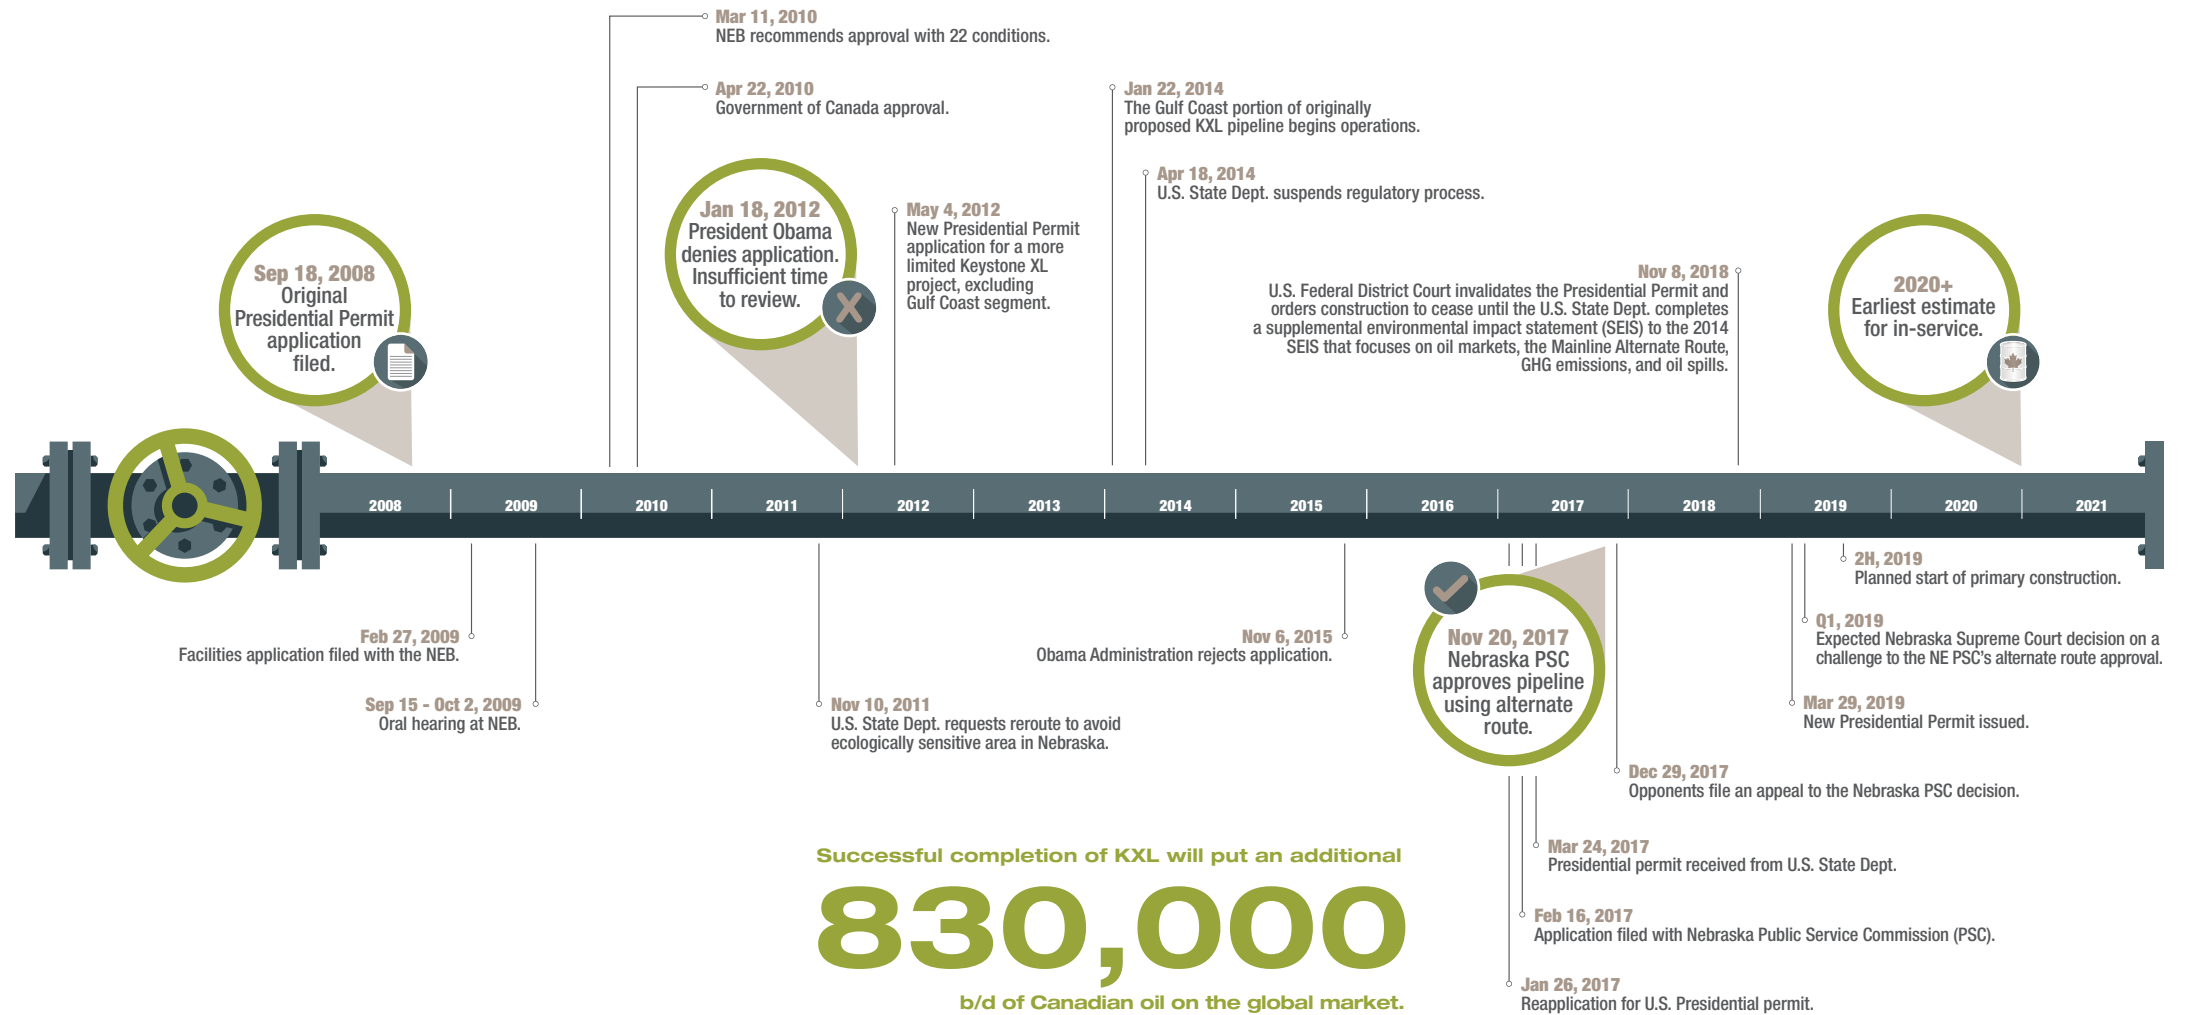 Mar 11, 2010
NEB recommends approval with 22 conditions.
Apr 22, 2010
Government of Canada approval.
Jan 22, 2014
The Gulf Coast portion of originally
proposed KXL pipeline begins operations.
Apr 18, 2014
U.S. State Dept. suspends regulatory process.
Sep 18, 2008
Original
Presidential Permit
application
filed.
Jan 18, 2012
President Obama
denies application.
Insufficient time
to review.
X
May 4, 2012
New Presidential Permit
application for a more
limited Keystone XL
project, excluding
Gulf Coast segment.
Nov 8, 2018
U.S. Federal District Court invalidates the Presidential Permit and
orders construction to cease until the U.S. State Dept. completes
a supplemental environmental impact statement (SEIS) to the 2014
SEIS that focuses on oil markets, the Mainline Alternate Route,
GHG emissions, and oil spills.
2020+
Earliest estimate
for in-service.
2008 2009 2010 2011 2012 2013 2014 2015 2016 2017 2018 2019 2020 2021
Feb 27, 2009
Facilities application filed with the NEB.
Sep 15 - Oct 2, 2009
Oral hearing at NEB.
Nov 10, 2011
U.S. State Dept. requests reroute to avoid
ecologically sensitive area in Nebraska.
Nov 6, 2015
Obama Administration rejects application.
Nov 20, 2017
Nebraska PSC
approves pipeline
using alternate
route.
2H, 2019
Planned start of primary construction.
Q1, 2019
Expected Nebraska Supreme Court decision on a
challenge to the NE PSC's alternate route approval.
Mar 29, 2019
New Presidential Permit issued.
Dec 29, 2017
Opponents file an appeal to the Nebraska PSC decision.
Mar 24, 2017
Presidential permit received from U.S. State Dept.
Feb 16, 2017
Application filed with Nebraska Public Service Commission (PSC).
Jan 26, 2017
Reapplication for U.S. Presidential permit.
Successful completion of KXL will put an additional
830,000
b/d of Canadian oil on the global market.